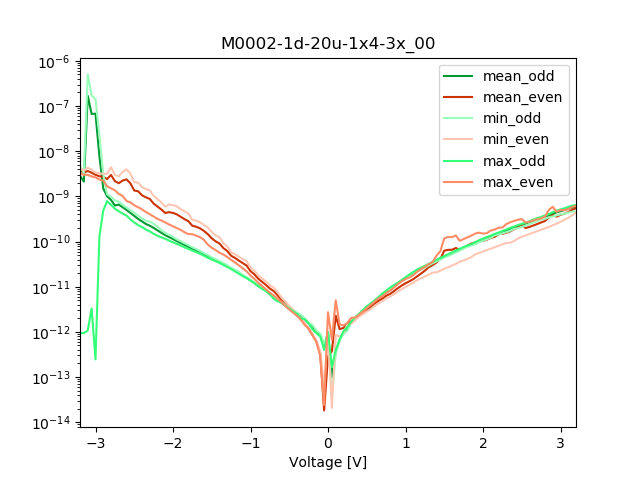 M0002-1d-20u-1x4-3x_00
mean_odd
mean_even
min_odd
min_even
max_odd
max_even
10⁻⁶
10⁻⁷
10⁻⁸
10⁻⁹
10⁻¹⁰
10⁻¹¹
10⁻¹²
10⁻¹³
10⁻¹⁴
−3 −2 −1 0 1 2 3
Voltage [V]